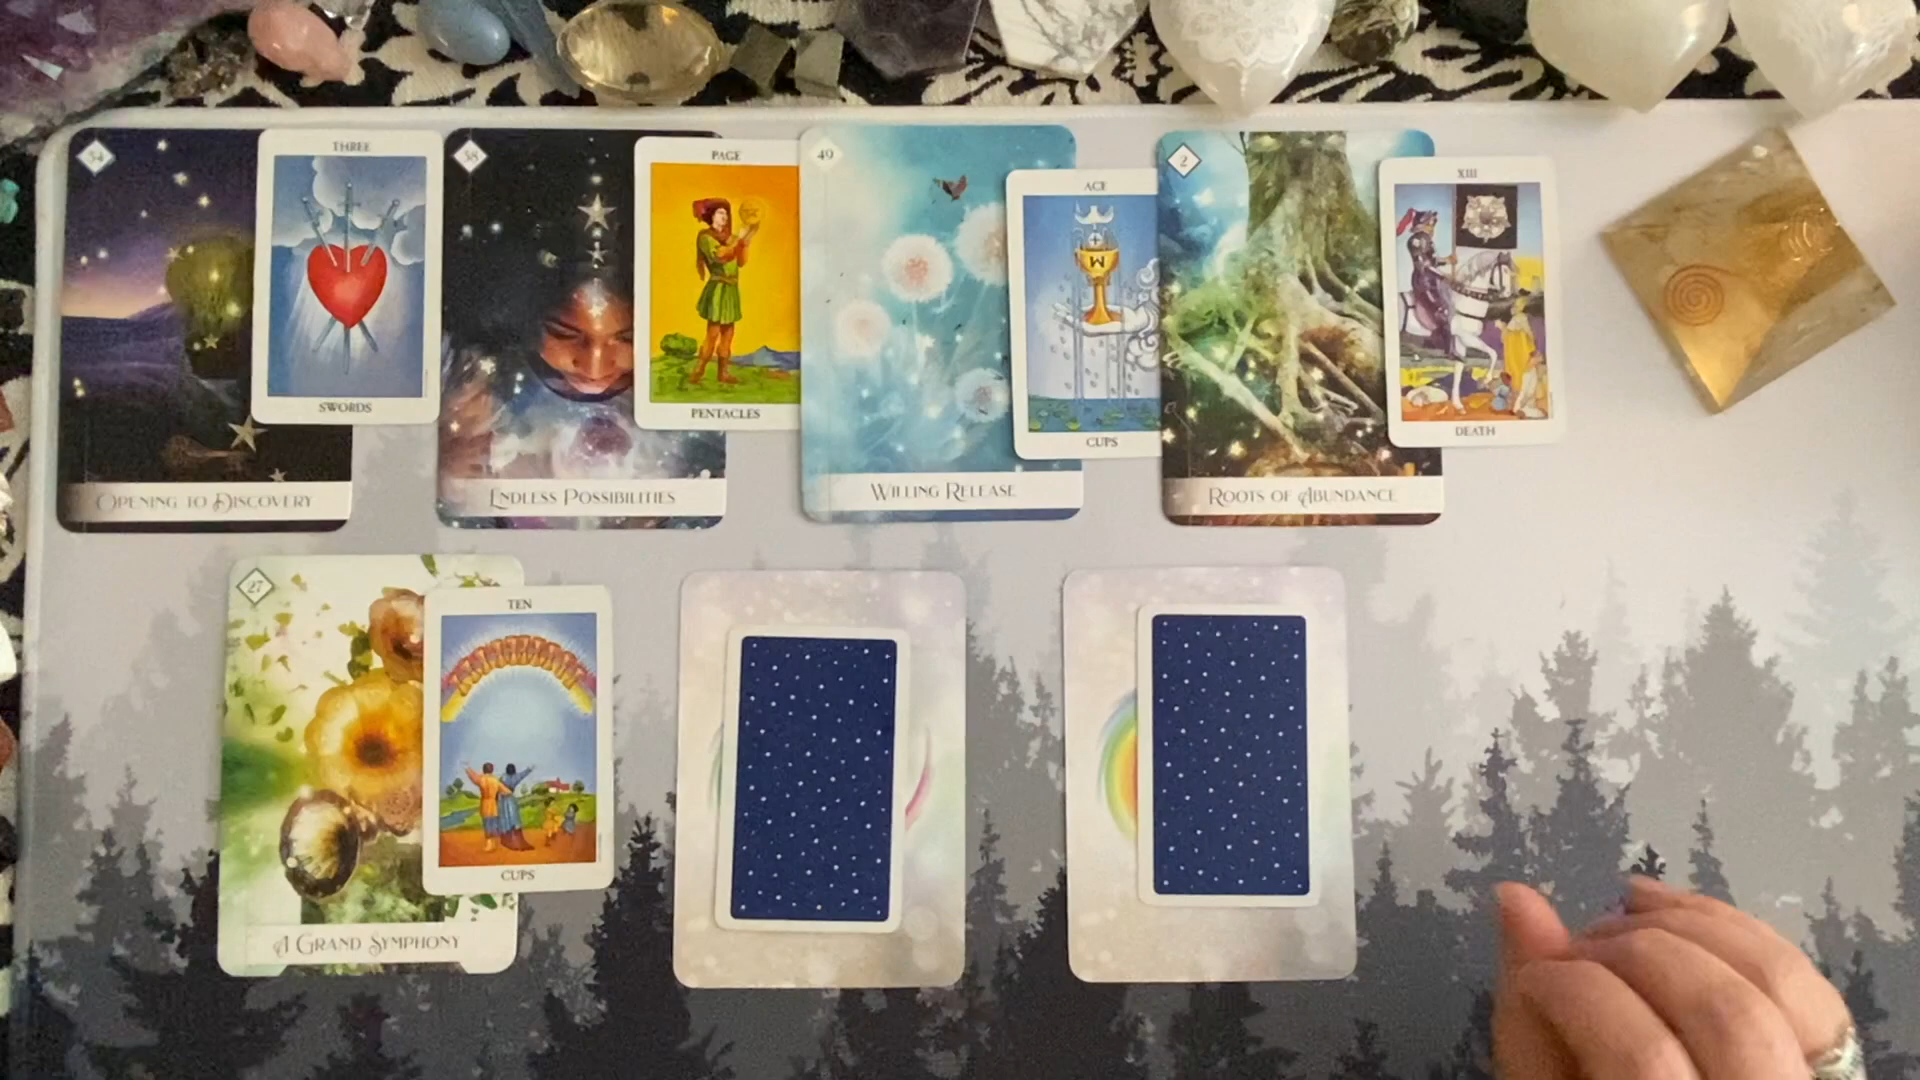 34
THREE
SWORDS
OPENING TO DISCOVERY
38
PAGE
PENTACLES
ENDLESS POSSIBILITIES
49
ACE
W
CUPS
WILLING RELEASE
2
XIII
DEATH
ROOTS OF ABUNDANCE
27
TEN
CUPS
A GRAND SYMPHONY